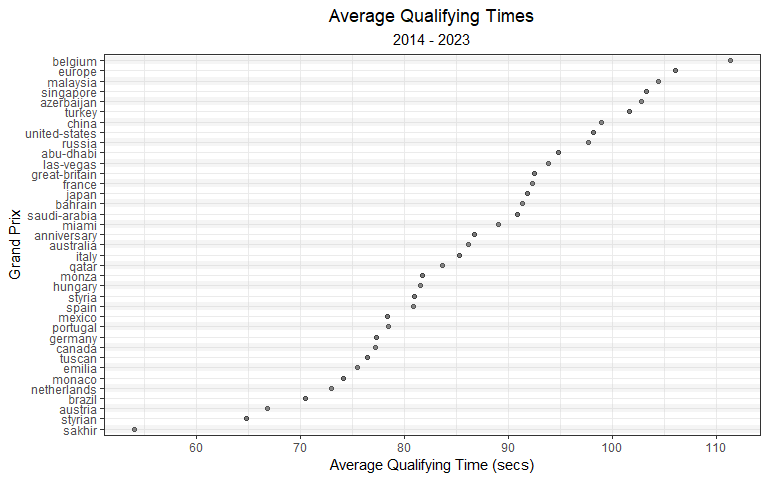 Average Qualifying Times
2014 - 2023
Grand Prix
belgium
europe
malaysia
singapore
azerbaijan
turkey
china
united-states
russia
abu-dhabi
las-vegas
great-britain
france
japan
bahrain
saudi-arabia
miami
anniversary
australia
italy
qatar
monza
hungary
styria
spain
mexico
portugal
germany
canada
tuscan
emilia
monaco
netherlands
brazil
austria
styrian
sakhir
60 70 80 90 100 110
Average Qualifying Time (secs)